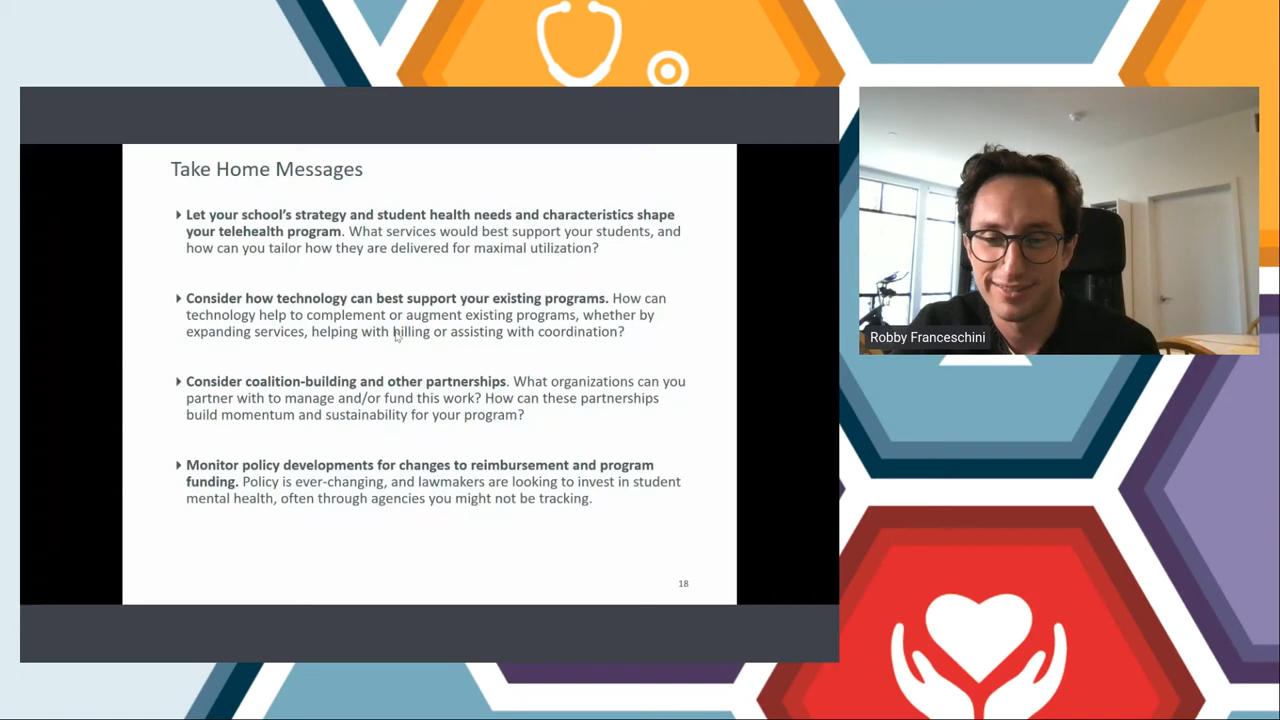 Take Home Messages
Let your school's strategy and student health needs and characteristics shape
your telehealth program. What services would best support your students, and
how can you tailor how they are delivered for maximal utilization?
Consider how technology can best support your existing programs. How can
technology help to complement or augment existing programs, whether by
expanding services, helping with billing or assisting with coordination?
Consider coalition-building and other partnerships. What organizations can you
partner with to manage and/or fund this work? How can these partnerships
build momentum and sustainability for your program?
Monitor policy developments for changes to reimbursement and program
funding. Policy is ever-changing, and lawmakers are looking to invest in student
mental health, often through agencies you might not be tracking.
18
Robby Franceschini